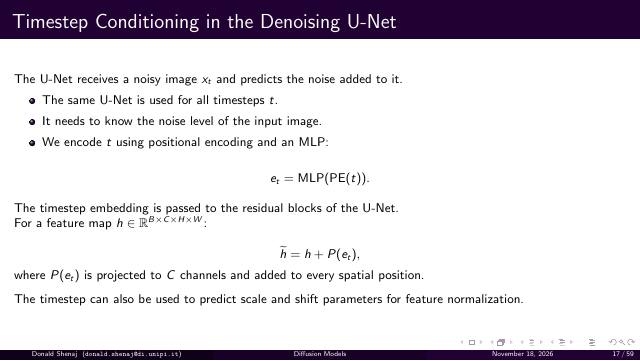 Timestep Conditioning in the Denoising U-Net
The U-Net receives a noisy image xₜ and predicts the noise added to it.
The same U-Net is used for all timesteps t.
It needs to know the noise level of the input image.
We encode t using positional encoding and an MLP:
eₜ = MLP(PE(t)).
The timestep embedding is passed to the residual blocks of the U-Net.
For a feature map h ∈ ℝ^{B×C×H×W}:
h̃ = h + P(eₜ),
where P(eₜ) is projected to C channels and added to every spatial position.
The timestep can also be used to predict scale and shift parameters for feature normalization.
Donald Shenaj (donald.shenaj@di.unipi.it) Diffusion Models November 18, 2026 17 / 59